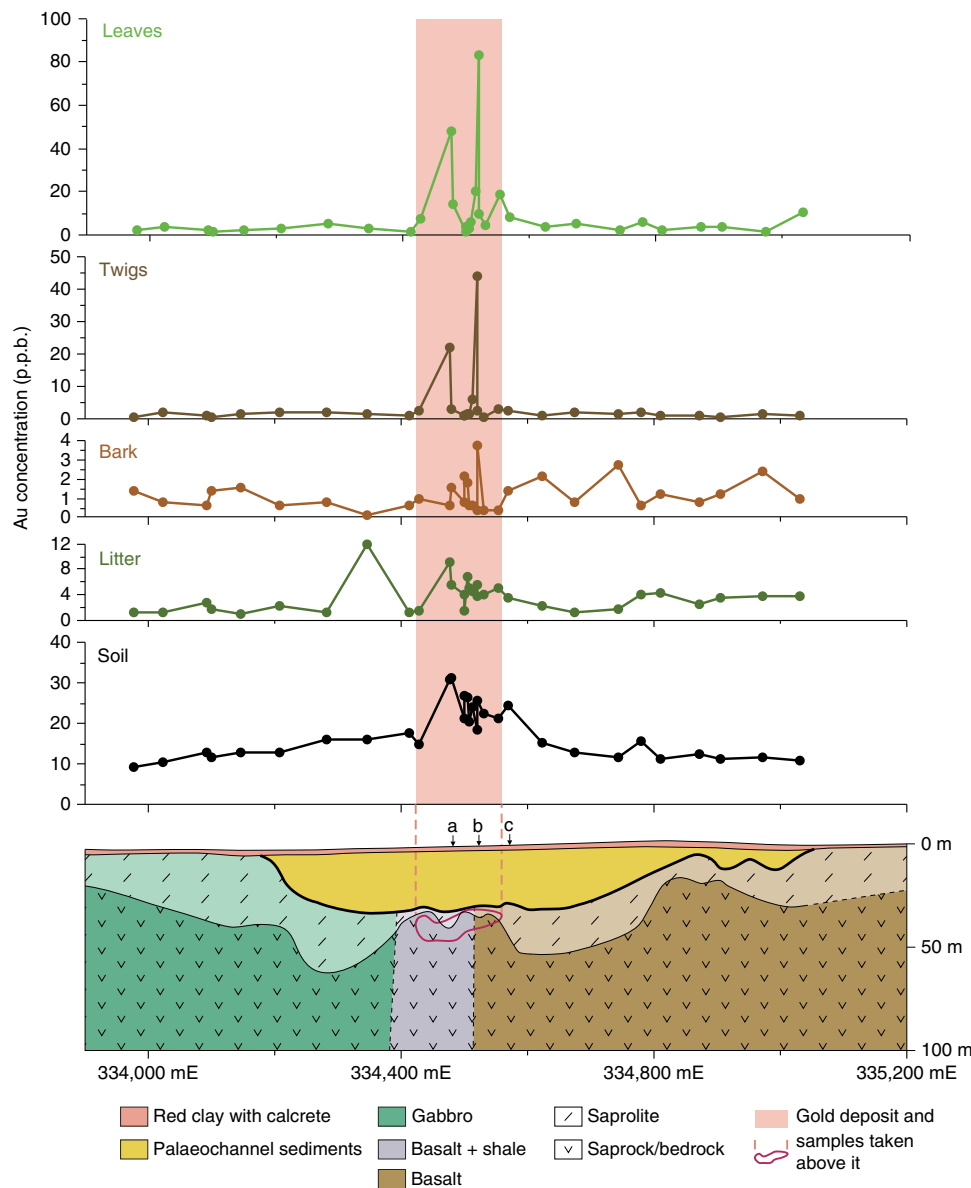 Au concentration (p.p.b.)
100
80
60
40
20
0
Leaves
50
40
30
20
10
0
Twigs
4
3
2
1
0
Bark
12
8
4
0
Litter
40
30
20
10
0
Soil
a b c
0 m
50 m
100 m
334,000 mE 334,400 mE 334,800 mE 335,200 mE
Red clay with calcrete
Palaeochannel sediments
Gabbro
Basalt + shale
Basalt
Saprolite
Saprock/bedrock
Gold deposit and
samples taken
above it